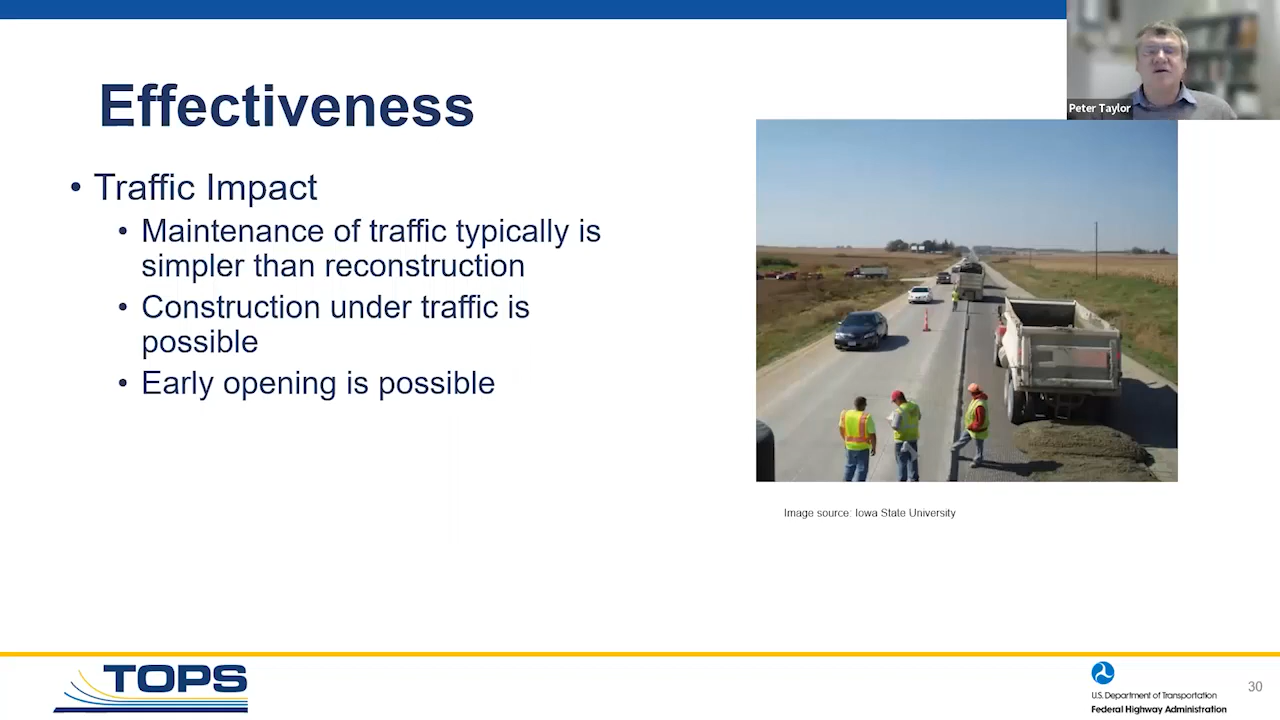 Effectiveness
Peter Taylor
• Traffic Impact
• Maintenance of traffic typically is
simpler than reconstruction
• Construction under traffic is
possible
• Early opening is possible
Image source: Iowa State University
TOPS
U.S. Department of Transportation
Federal Highway Administration
30